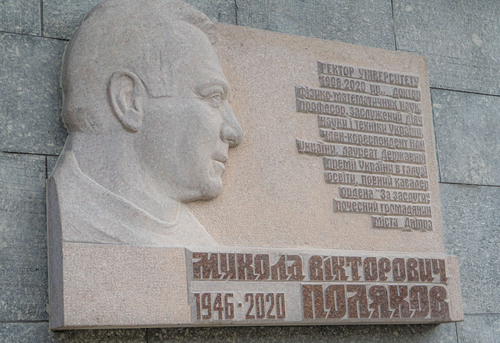 РЕКТОР УНІВЕРСИТЕТУ
1998-2020 рр., ДОКТОР
ФІЗИКО-МАТЕМАТИЧНИХ НАУК,
ПРОФЕСОР, ЗАСЛУЖЕНИЙ ДІЯЧ
НАУКИ І ТЕХНІКИ УКРАЇНИ,
ЧЛЕН-КОРЕСПОНДЕНТ НАН
УКРАЇНИ, ЛАУРЕАТ ДЕРЖАВНОЇ
ПРЕМІЇ УКРАЇНИ В ГАЛУЗІ
ОСВІТИ, ПОВНИЙ КАВАЛЕР
ОРДЕНА "ЗА ЗАСЛУГИ",
ПОЧЕСНИЙ ГРОМАДЯНИН
МІСТА ДНІПРА
МИКОЛА ВІКТОРОВИЧ
1946-2020 ПОЛЯКОВ